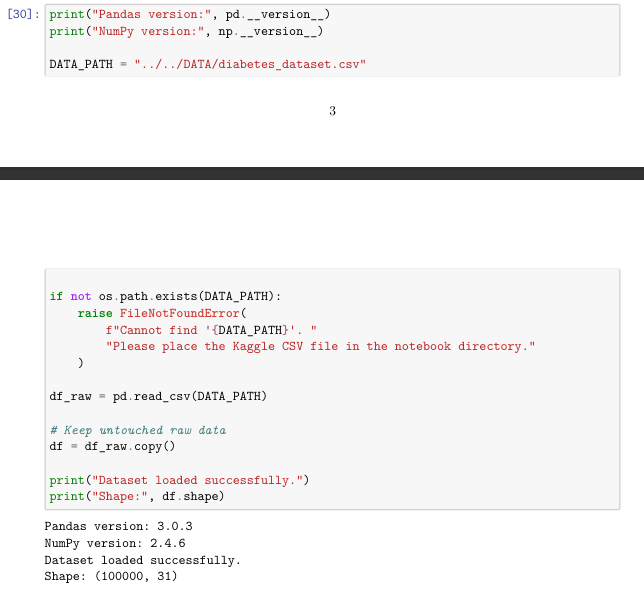 [30]: print("Pandas version:", pd.__version__)
print("NumPy version:", np.__version__)
DATA_PATH = "../../DATA/diabetes_dataset.csv"
3
if not os.path.exists(DATA_PATH):
    raise FileNotFoundError(
        f"Cannot find '{DATA_PATH}'. "
        "Please place the Kaggle CSV file in the notebook directory."
    )
df_raw = pd.read_csv(DATA_PATH)
# Keep untouched raw data
df = df_raw.copy()
print("Dataset loaded successfully.")
print("Shape:", df.shape)
Pandas version: 3.0.3
NumPy version: 2.4.6
Dataset loaded successfully.
Shape: (100000, 31)